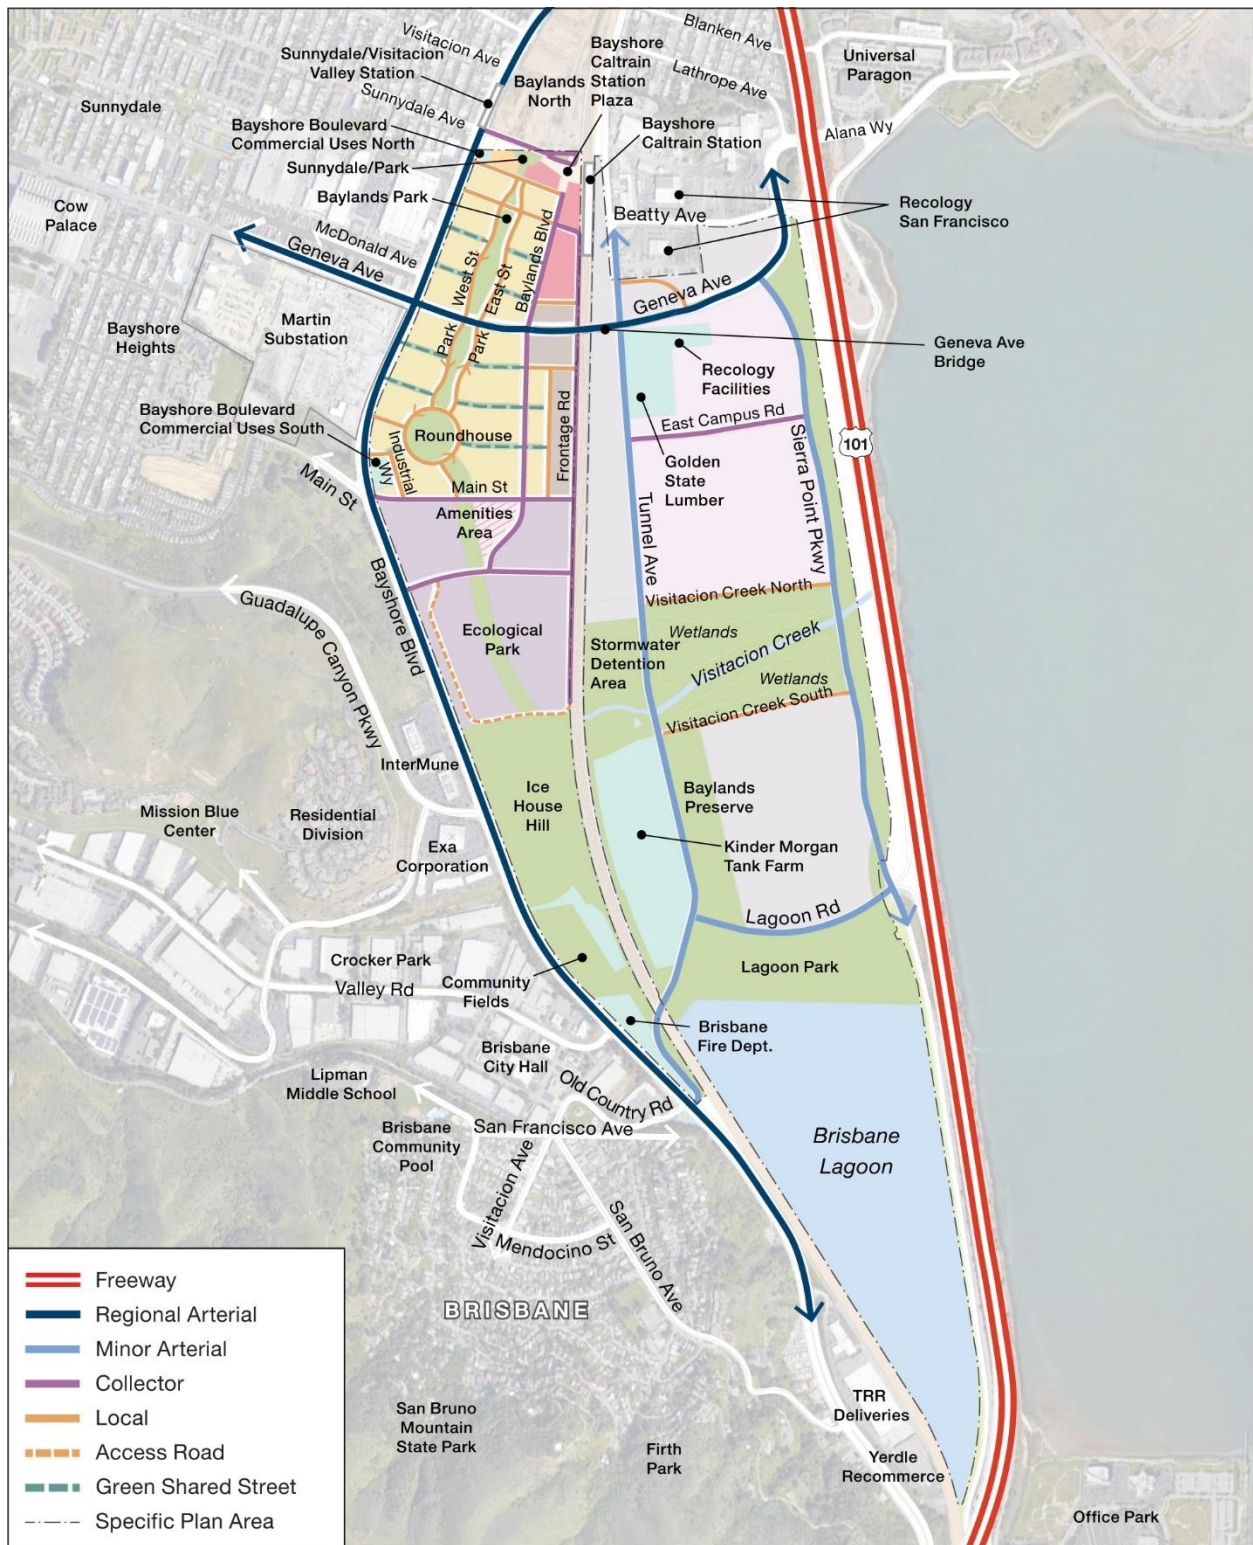 Visitacion Ave
Sunnydale/Visitacion
Valley Station
Sunnydale Ave
Sunnydale
Bayshore Boulevard
Commercial Uses North
Sunnydale/Park
Baylands Park
Baylands
North
Bayshore
Caltrain
Station
Plaza
Blanken Ave
Lathrope Ave
Bayshore
Caltrain Station
Universal
Paragon
Alana Wy
Recology
San Francisco
Beatty Ave
Cow
Palace
McDonald Ave
Geneva Ave
Park West St
Park East St
Baylands Blvd
Geneva Ave
Geneva Ave
Bridge
Bayshore
Heights
Martin
Substation
Recology
Facilities
Bayshore Boulevard
Commercial Uses South
Roundhouse
Industrial
Wy
Frontage Rd
East Campus Rd
Golden
State
Lumber
Sierra Point Pkwy
101
Main St
Main St
Amenities
Area
Tunnel Ave
Bayshore Blvd
Guadalupe Canyon Pkwy
Ecological
Park
Visitacion Creek North
Wetlands
Stormwater
Detention
Area
Visitacion Creek
Wetlands
Visitacion Creek South
InterMune
Ice
House
Hill
Baylands
Preserve
Mission Blue
Center
Residential
Division
Exa
Corporation
Kinder Morgan
Tank Farm
Lagoon Rd
Crocker Park
Valley Rd
Community
Fields
Lagoon Park
Brisbane
Fire Dept.
Brisbane
City Hall
Lipman
Middle School
Old Country Rd
San Francisco Ave
Brisbane
Community
Pool
Visitacion Ave
Mendocino St
San Bruno Ave
Brisbane
Lagoon
BRISBANE
San Bruno
Mountain
State Park
Firth
Park
TRR
Deliveries
Yerdle
Recommerce
Office Park
Freeway
Regional Arterial
Minor Arterial
Collector
Local
Access Road
Green Shared Street
Specific Plan Area